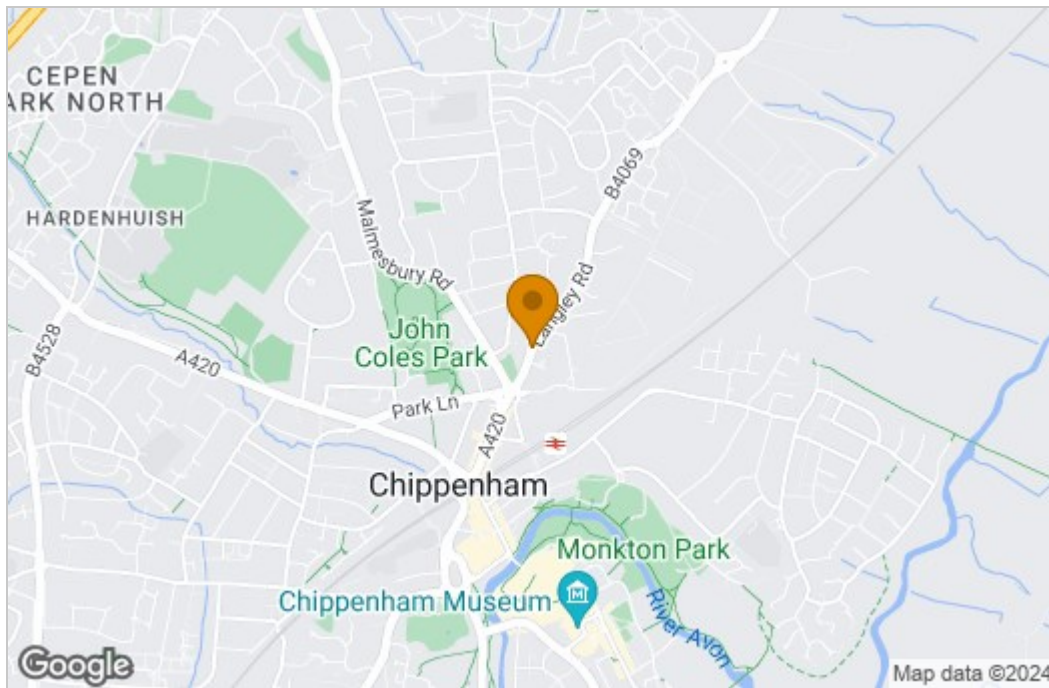 CEPEN
ARK NORTH
HARDENHUISH
B4528
A420
Malmesbury Rd
John
Coles Park
Park Ln
A420
Langley Rd
B4069
Chippenham
Monkton Park
Chippenham Museum
M
River Avon
Google
Map data ©2024